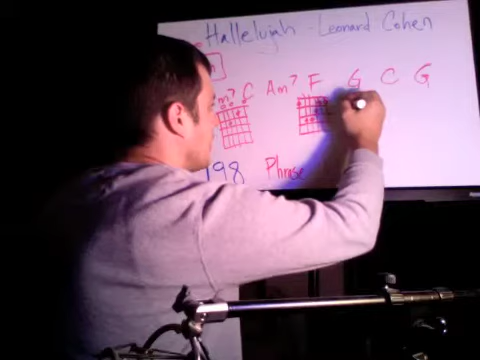 Hallelujah - Leonard Cohen
m7 C Am7 F G C G
198 Phrase